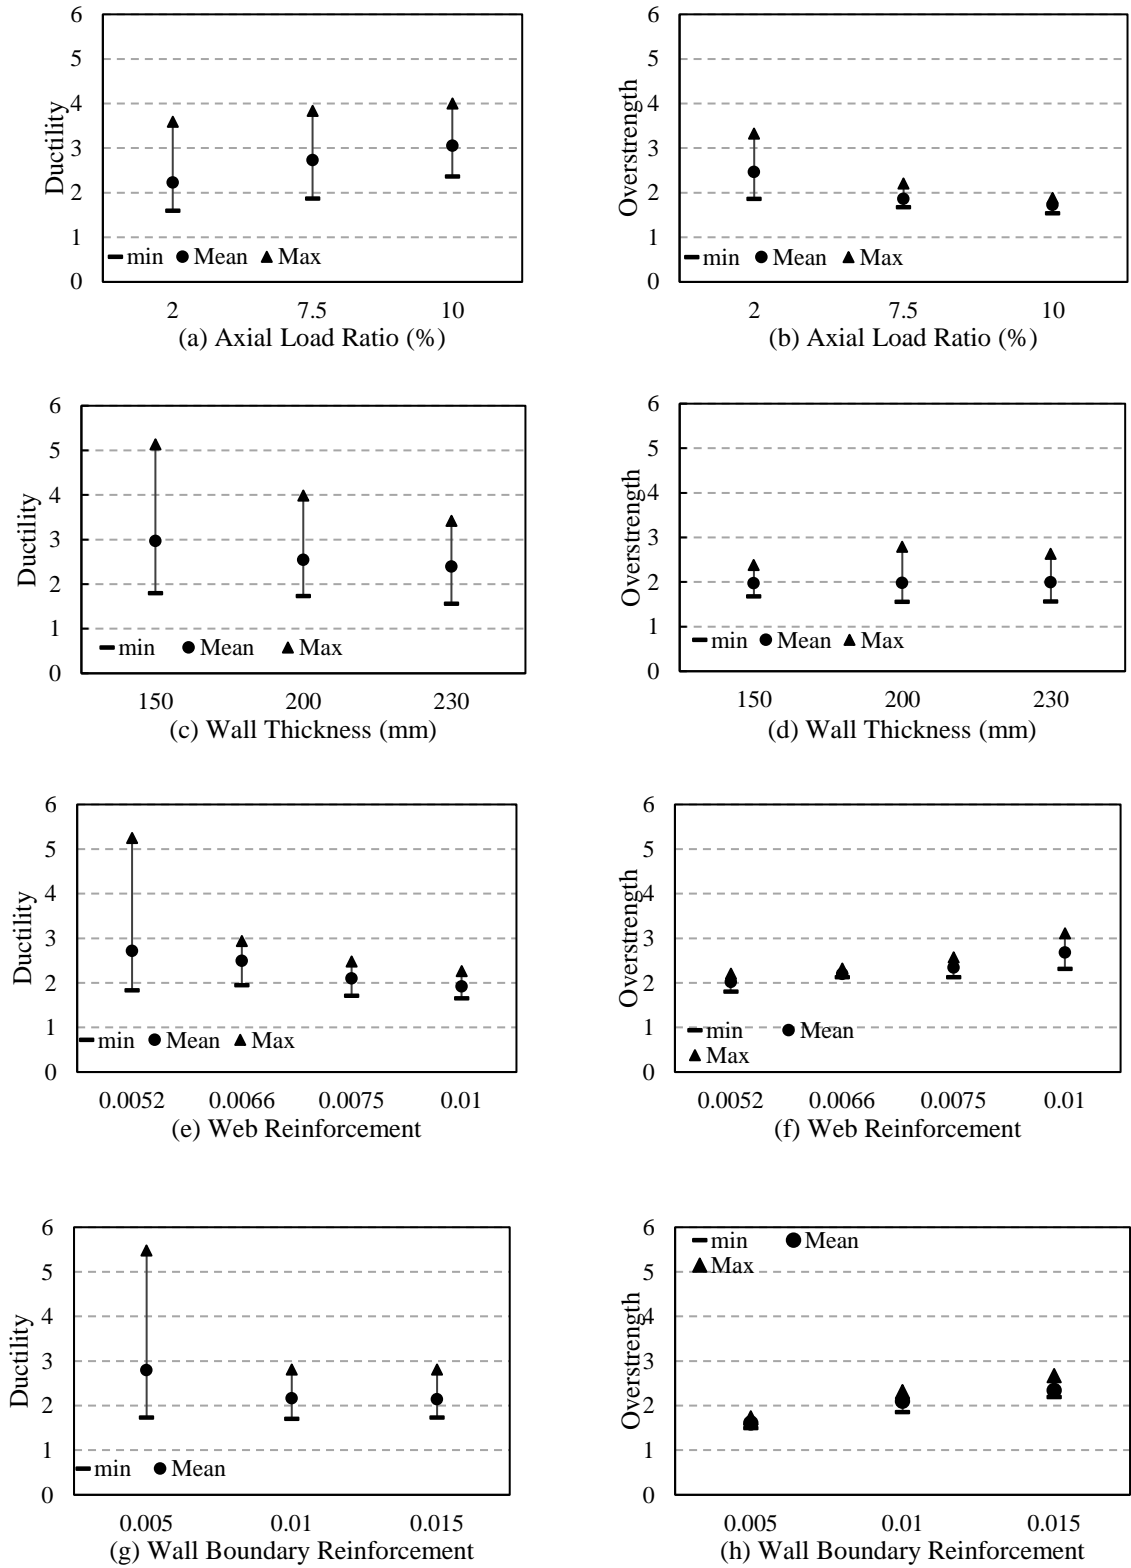 6
5
4
3
2
1
0
Ductility
min Mean Max
2 7.5 10
(a) Axial Load Ratio (%)
6
5
4
3
2
1
0
Overstrength
min Mean Max
2 7.5 10
(b) Axial Load Ratio (%)
6
5
4
3
2
1
0
Ductility
min Mean Max
150 200 230
(c) Wall Thickness (mm)
6
5
4
3
2
1
0
Overstrength
min Mean Max
150 200 230
(d) Wall Thickness (mm)
6
5
4
3
2
1
0
Ductility
min Mean Max
0.0052 0.0066 0.0075 0.01
(e) Web Reinforcement
6
5
4
3
2
1
0
Overstrength
min Mean
Max
0.0052 0.0066 0.0075 0.01
(f) Web Reinforcement
6
5
4
3
2
1
0
Ductility
min Mean
0.005 0.01 0.015
(g) Wall Boundary Reinforcement
6
5
4
3
2
1
0
Overstrength
min Mean
Max
0.005 0.01 0.015
(h) Wall Boundary Reinforcement